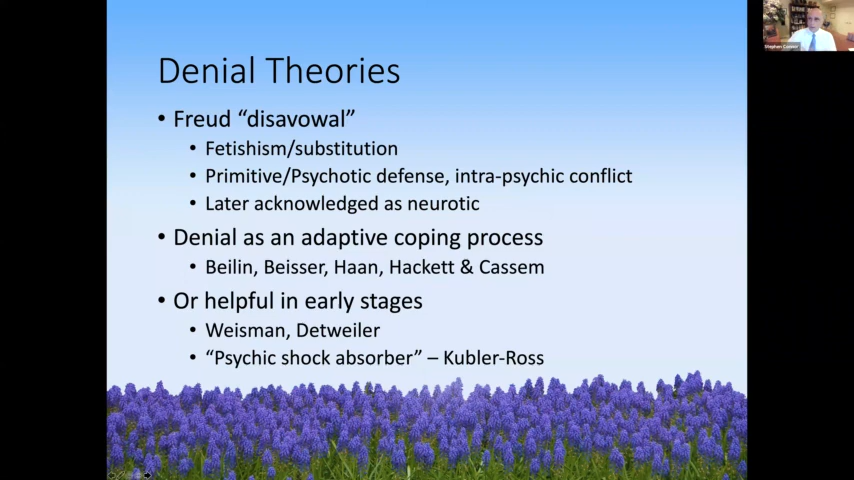 Denial Theories
• Freud “disavowal”
• Fetishism/substitution
• Primitive/Psychotic defense, intra-psychic conflict
• Later acknowledged as neurotic
• Denial as an adaptive coping process
• Beilin, Beisser, Haan, Hackett & Cassem
• Or helpful in early stages
• Weisman, Detweiler
• “Psychic shock absorber” – Kubler-Ross
Stephen Connor